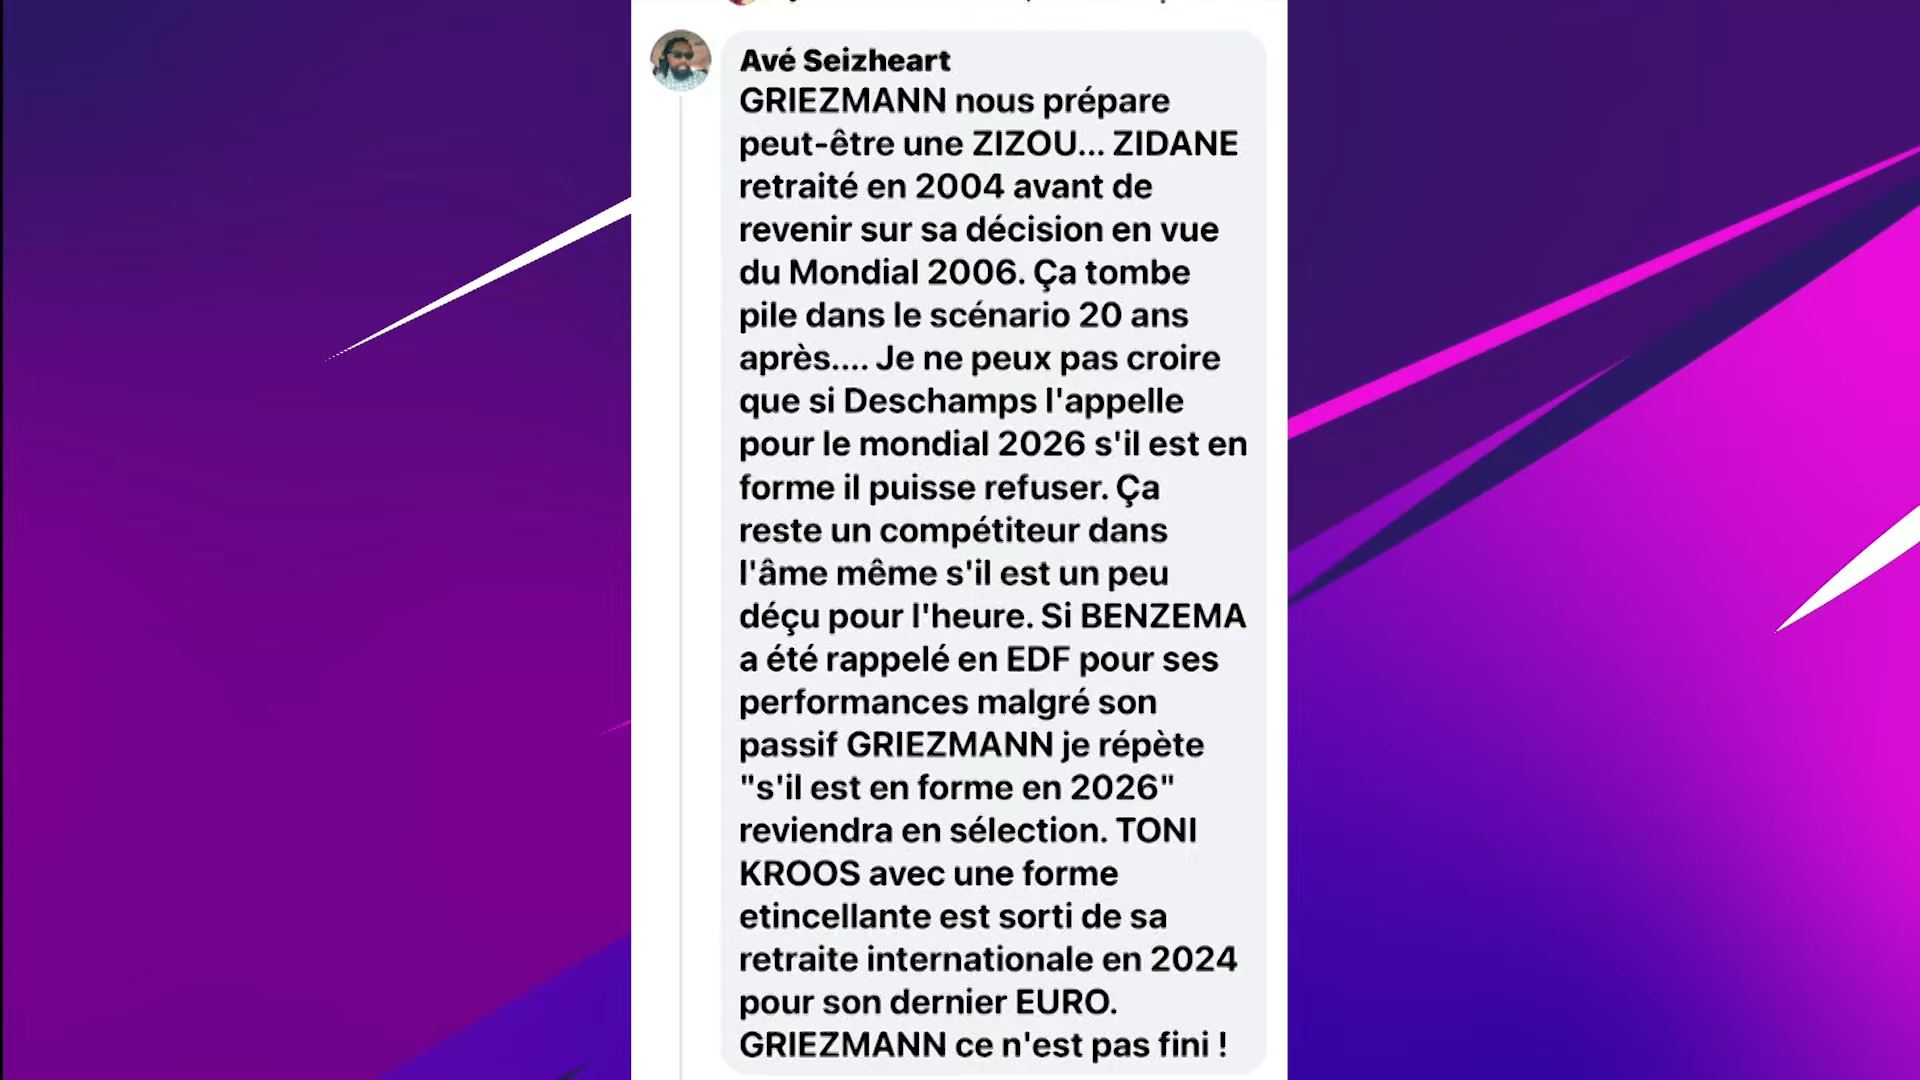 Avé Seizheart
GRIEZMANN nous prépare
peut-être une ZIZOU... ZIDANE
retraité en 2004 avant de
revenir sur sa décision en vue
du Mondial 2006. Ça tombe
pile dans le scénario 20 ans
après.... Je ne peux pas croire
que si Deschamps l'appelle
pour le mondial 2026 s'il est en
forme il puisse refuser. Ça
reste un compétiteur dans
l'âme même s'il est un peu
déçu pour l'heure. Si BENZEMA
a été rappelé en EDF pour ses
performances malgré son
passif GRIEZMANN je répète
"s'il est en forme en 2026"
reviendra en sélection. TONI
KROOS avec une forme
etincellante est sorti de sa
retraite internationale en 2024
pour son dernier EURO.
GRIEZMANN ce n'est pas fini !